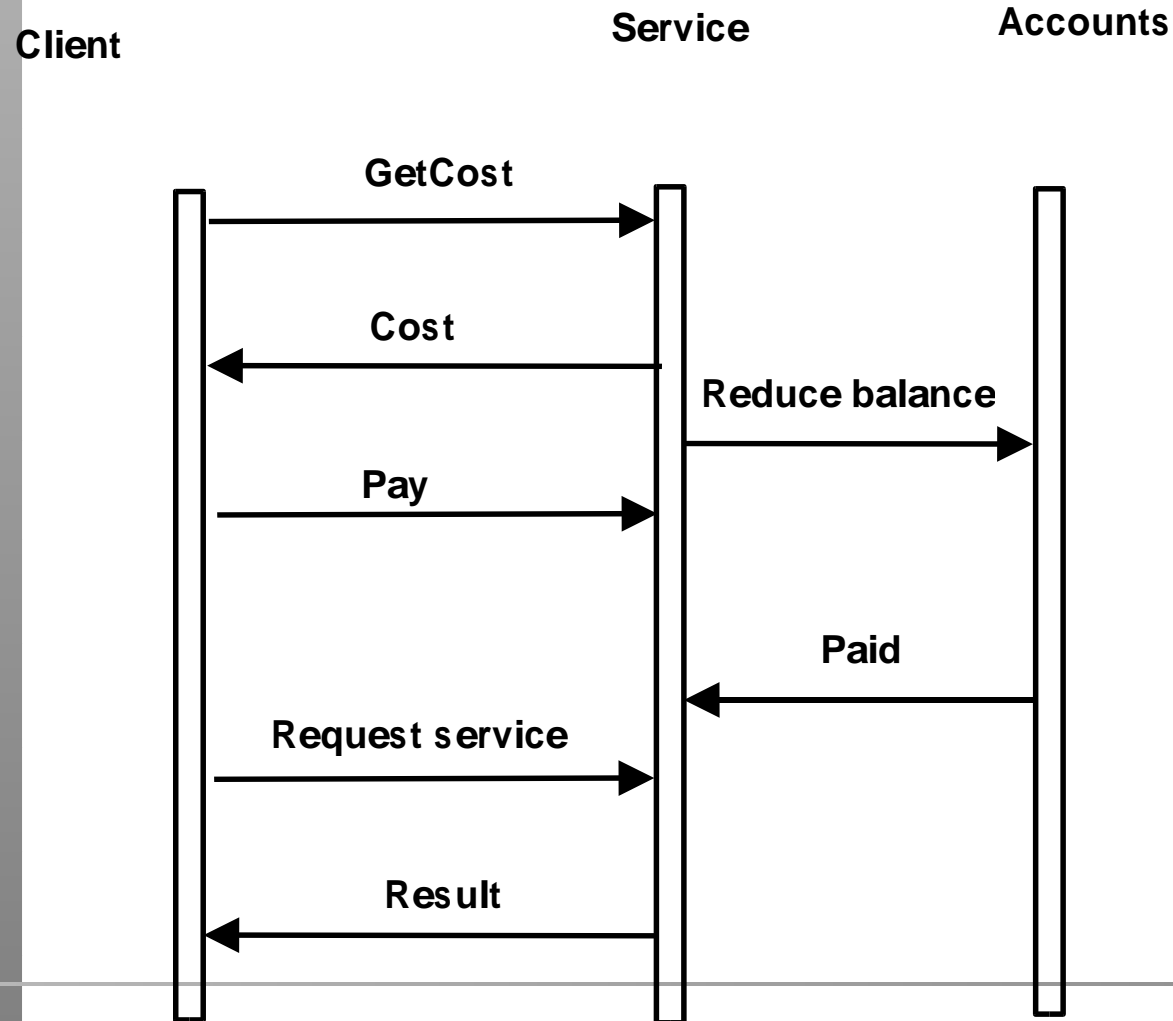 Client
Service
Accounts
GetCost
Cost
Reduce balance
Pay
Paid
Request service
Result